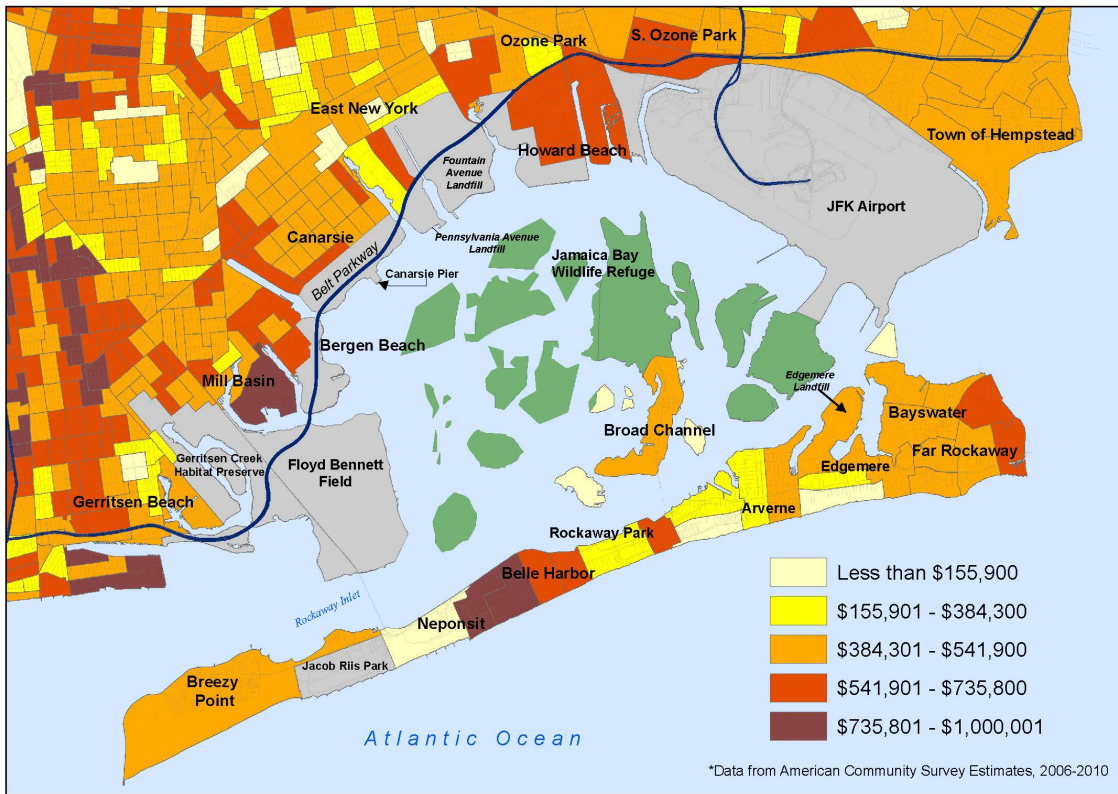 Ozone Park
S. Ozone Park
East New York
Town of Hempstead
Fountain
Avenue
Landfill
Howard Beach
JFK Airport
Canarsie
Pennsylvania Avenue
Landfill
Jamaica Bay
Wildlife Refuge
Belt Parkway
Canarsie Pier
Bergen Beach
Mill Basin
Edgemere
Landfill
Bayswater
Broad Channel
Far Rockaway
Gerritsen Creek
Habitat Preserve
Floyd Bennett
Field
Edgemere
Gerritsen Beach
Arverne
Rockaway Park
Belle Harbor
Rockaway Inlet
Neponsit
Jacob Riis Park
Breezy
Point
Atlantic Ocean
Less than $155,900
$155,901 - $384,300
$384,301 - $541,900
$541,901 - $735,800
$735,801 - $1,000,001
*Data from American Community Survey Estimates, 2006-2010